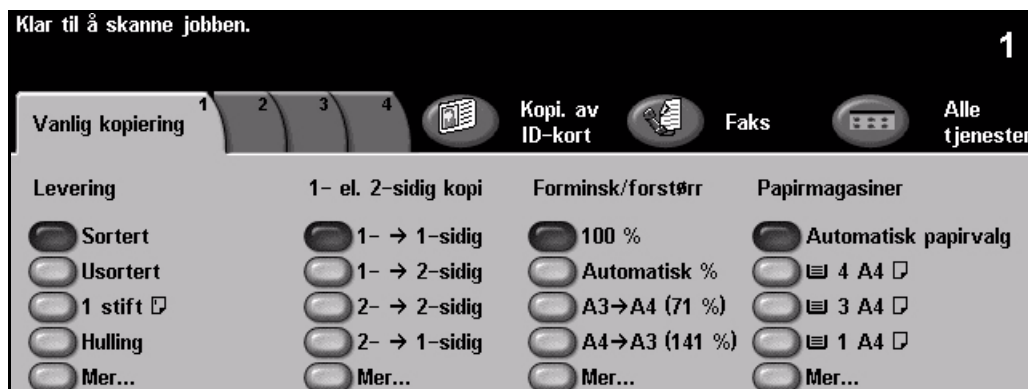 Klar til å skanne jobben.
1
Vanlig kopiering 1 2 3 4
Kopi. av
ID-kort
Faks
Alle
tjenester
Levering
Sortert
Usortert
1 stift
Hulling
Mer...
1- el. 2-sidig kopi
1- → 1-sidig
1- → 2-sidig
2- → 2-sidig
2- → 1-sidig
Mer...
Forminsk/forstørr
100 %
Automatisk %
A3→A4 (71 %)
A4→A3 (141 %)
Mer...
Papirmagasiner
Automatisk papirvalg
4 A4
3 A4
1 A4
Mer...